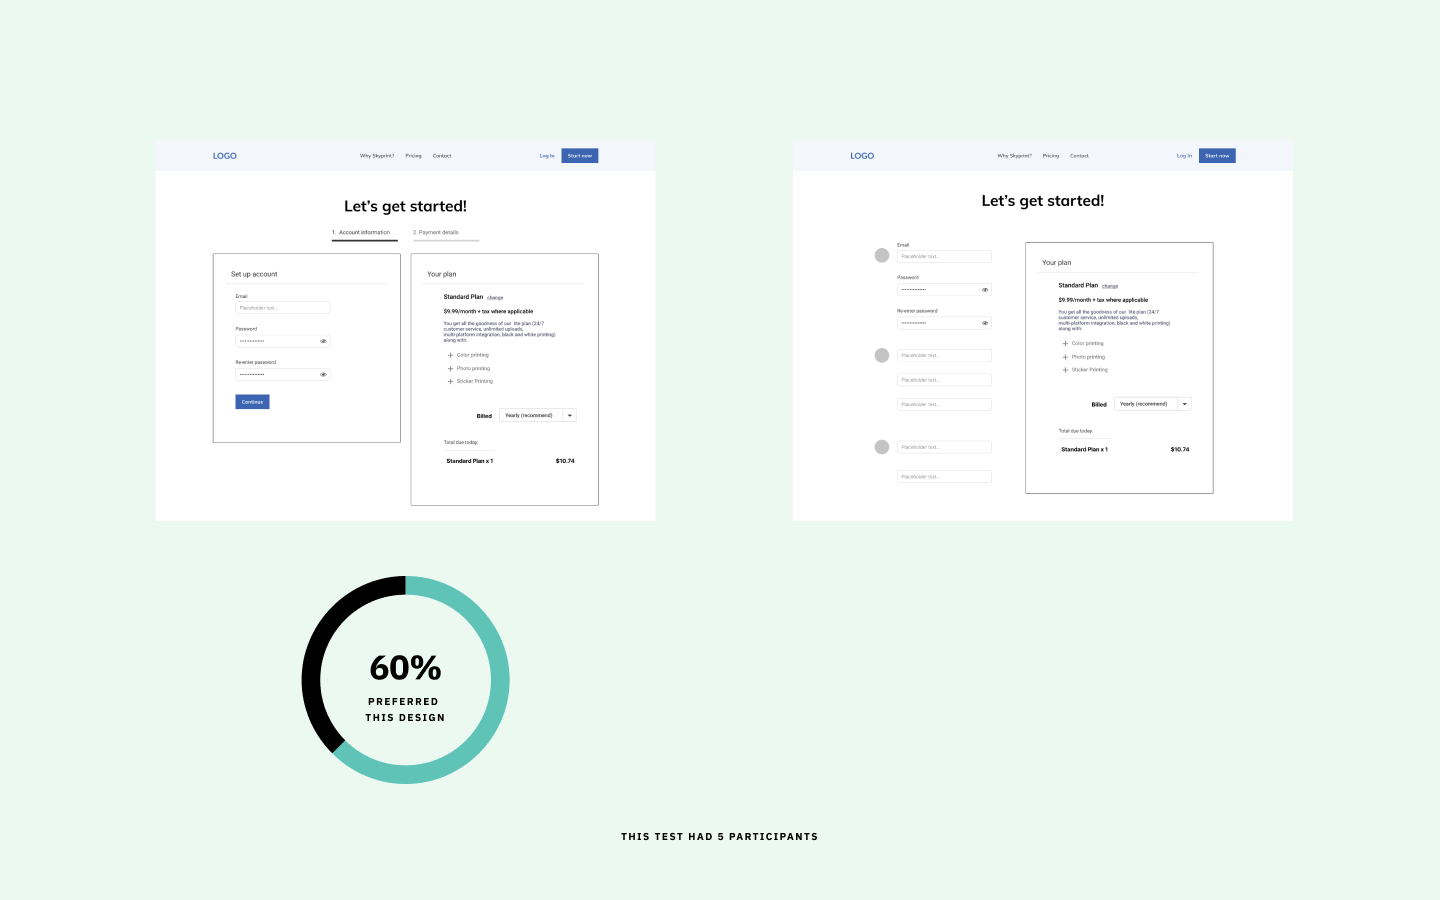 LOGO
Why Skyprint? Pricing Contact
Log In Start now
Let's get started!
1. Account information 2. Payment details
Set up account
Email
Placeholder text...
Password
••••••••••••••
Re-enter password
••••••••••••••
Continue
Your plan
Standard Plan change
$9.99/month + tax where applicable
You get all the goodness of our lite plan (24/7
customer service, unlimited uploads,
multi-platform integration, black and white printing)
along with:
Color printing
Photo printing
Sticker Printing
Billed Yearly (recommend)
Total due today:
Standard Plan x 1 $10.74
LOGO
Why Skyprint? Pricing Contact
Log In Start now
Let's get started!
Email
Placeholder text...
Password
••••••••••••••
Re-enter password
••••••••••••••
Placeholder text...
Placeholder text...
Placeholder text...
Placeholder text...
Placeholder text...
Your plan
Standard Plan change
$9.99/month + tax where applicable
You get all the goodness of our lite plan (24/7
customer service, unlimited uploads,
multi-platform integration, black and white printing)
along with:
Color printing
Photo printing
Sticker Printing
Billed Yearly (recommend)
Total due today:
Standard Plan x 1 $10.74
60%
PREFERRED
THIS DESIGN
THIS TEST HAD 5 PARTICIPANTS